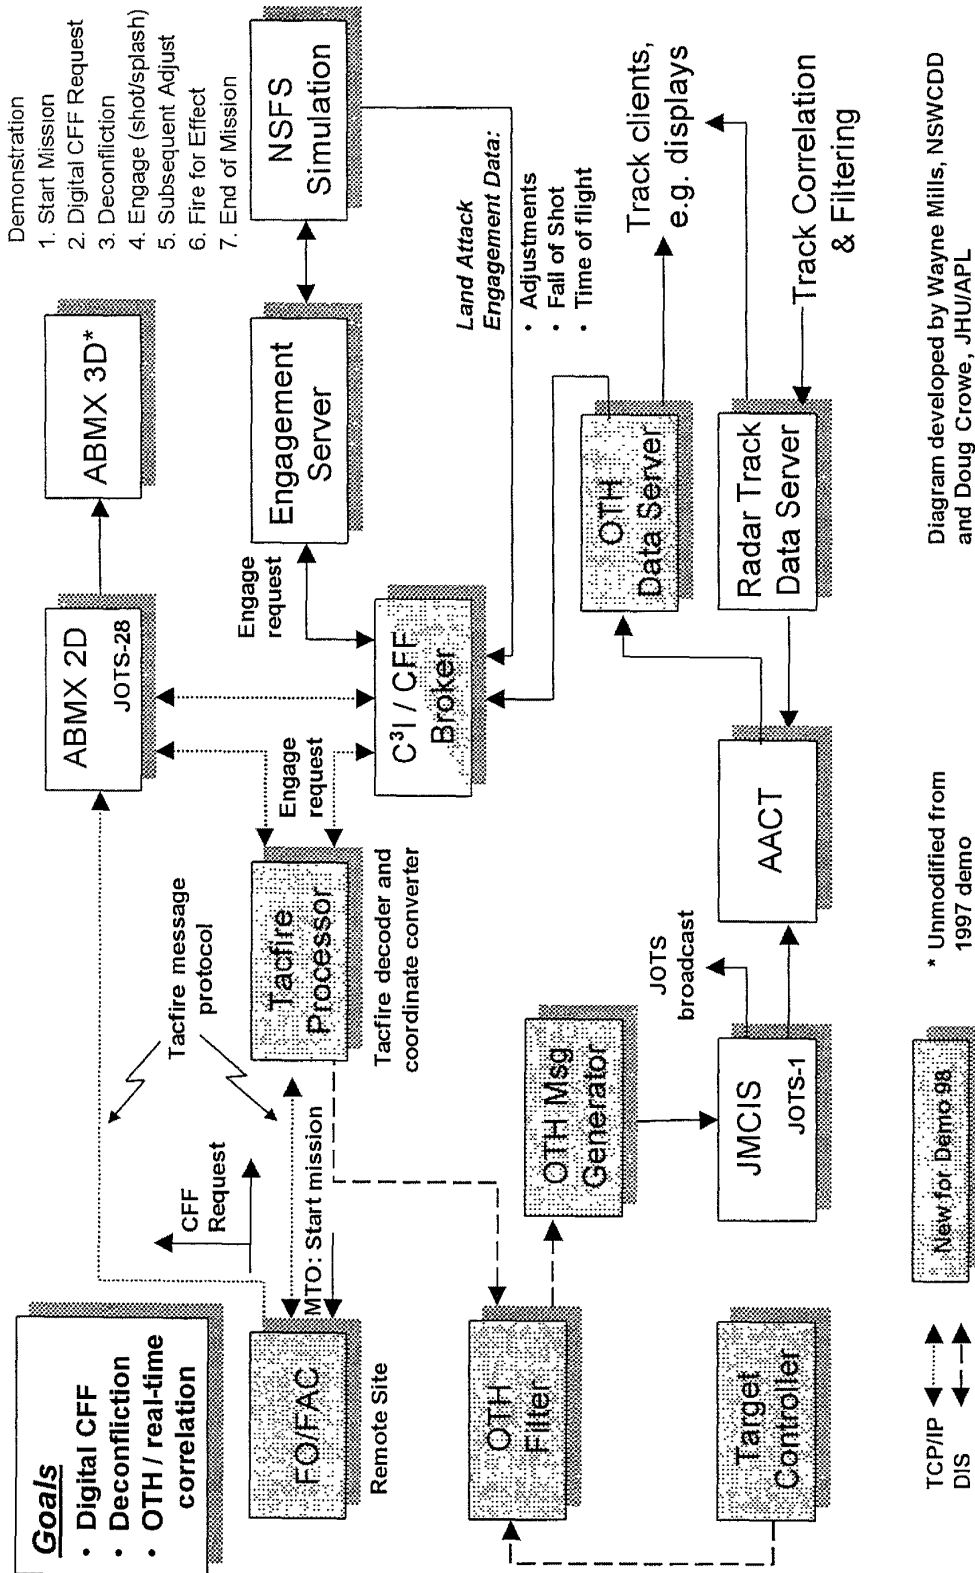 Goals
• Digital CFF
• Deconfliction
• OTH / real-time
correlation
CFF
Request
Tacfire message
protocol
ABMX 2D
JOTS-28
ABMX 3D*
Demonstration
1. Start Mission
2. Digital CFF Request
3. Deconfliction
4. Engage (shot/splash)
5. Subsequent Adjust
6. Fire for Effect
7. End of Mission
FO/FAC
Remote Site
MTO: Start mission
Tacfire
Processor
Tacfire decoder and
coordinate converter
Engage
request
C³I / CFF
Broker
Engage
request
Engagement
Server
NSFS
Simulation
Land Attack
Engagement Data:
• Adjustments
• Fall of Shot
• Time of flight
OTH
Filter
OTH Msg
Generator
OTH
Data Server
Track clients,
e.g. displays
Target
Controller
JMCIS
JOTS-1
JOTS
broadcast
AACT
Radar Track
Data Server
Track Correlation
& Filtering
TCP/IP
DIS
New for Demo 98
* Unmodified from
1997 demo
Diagram developed by Wayne Mills, NSWCDD
and Doug Crowe, JHU/APL